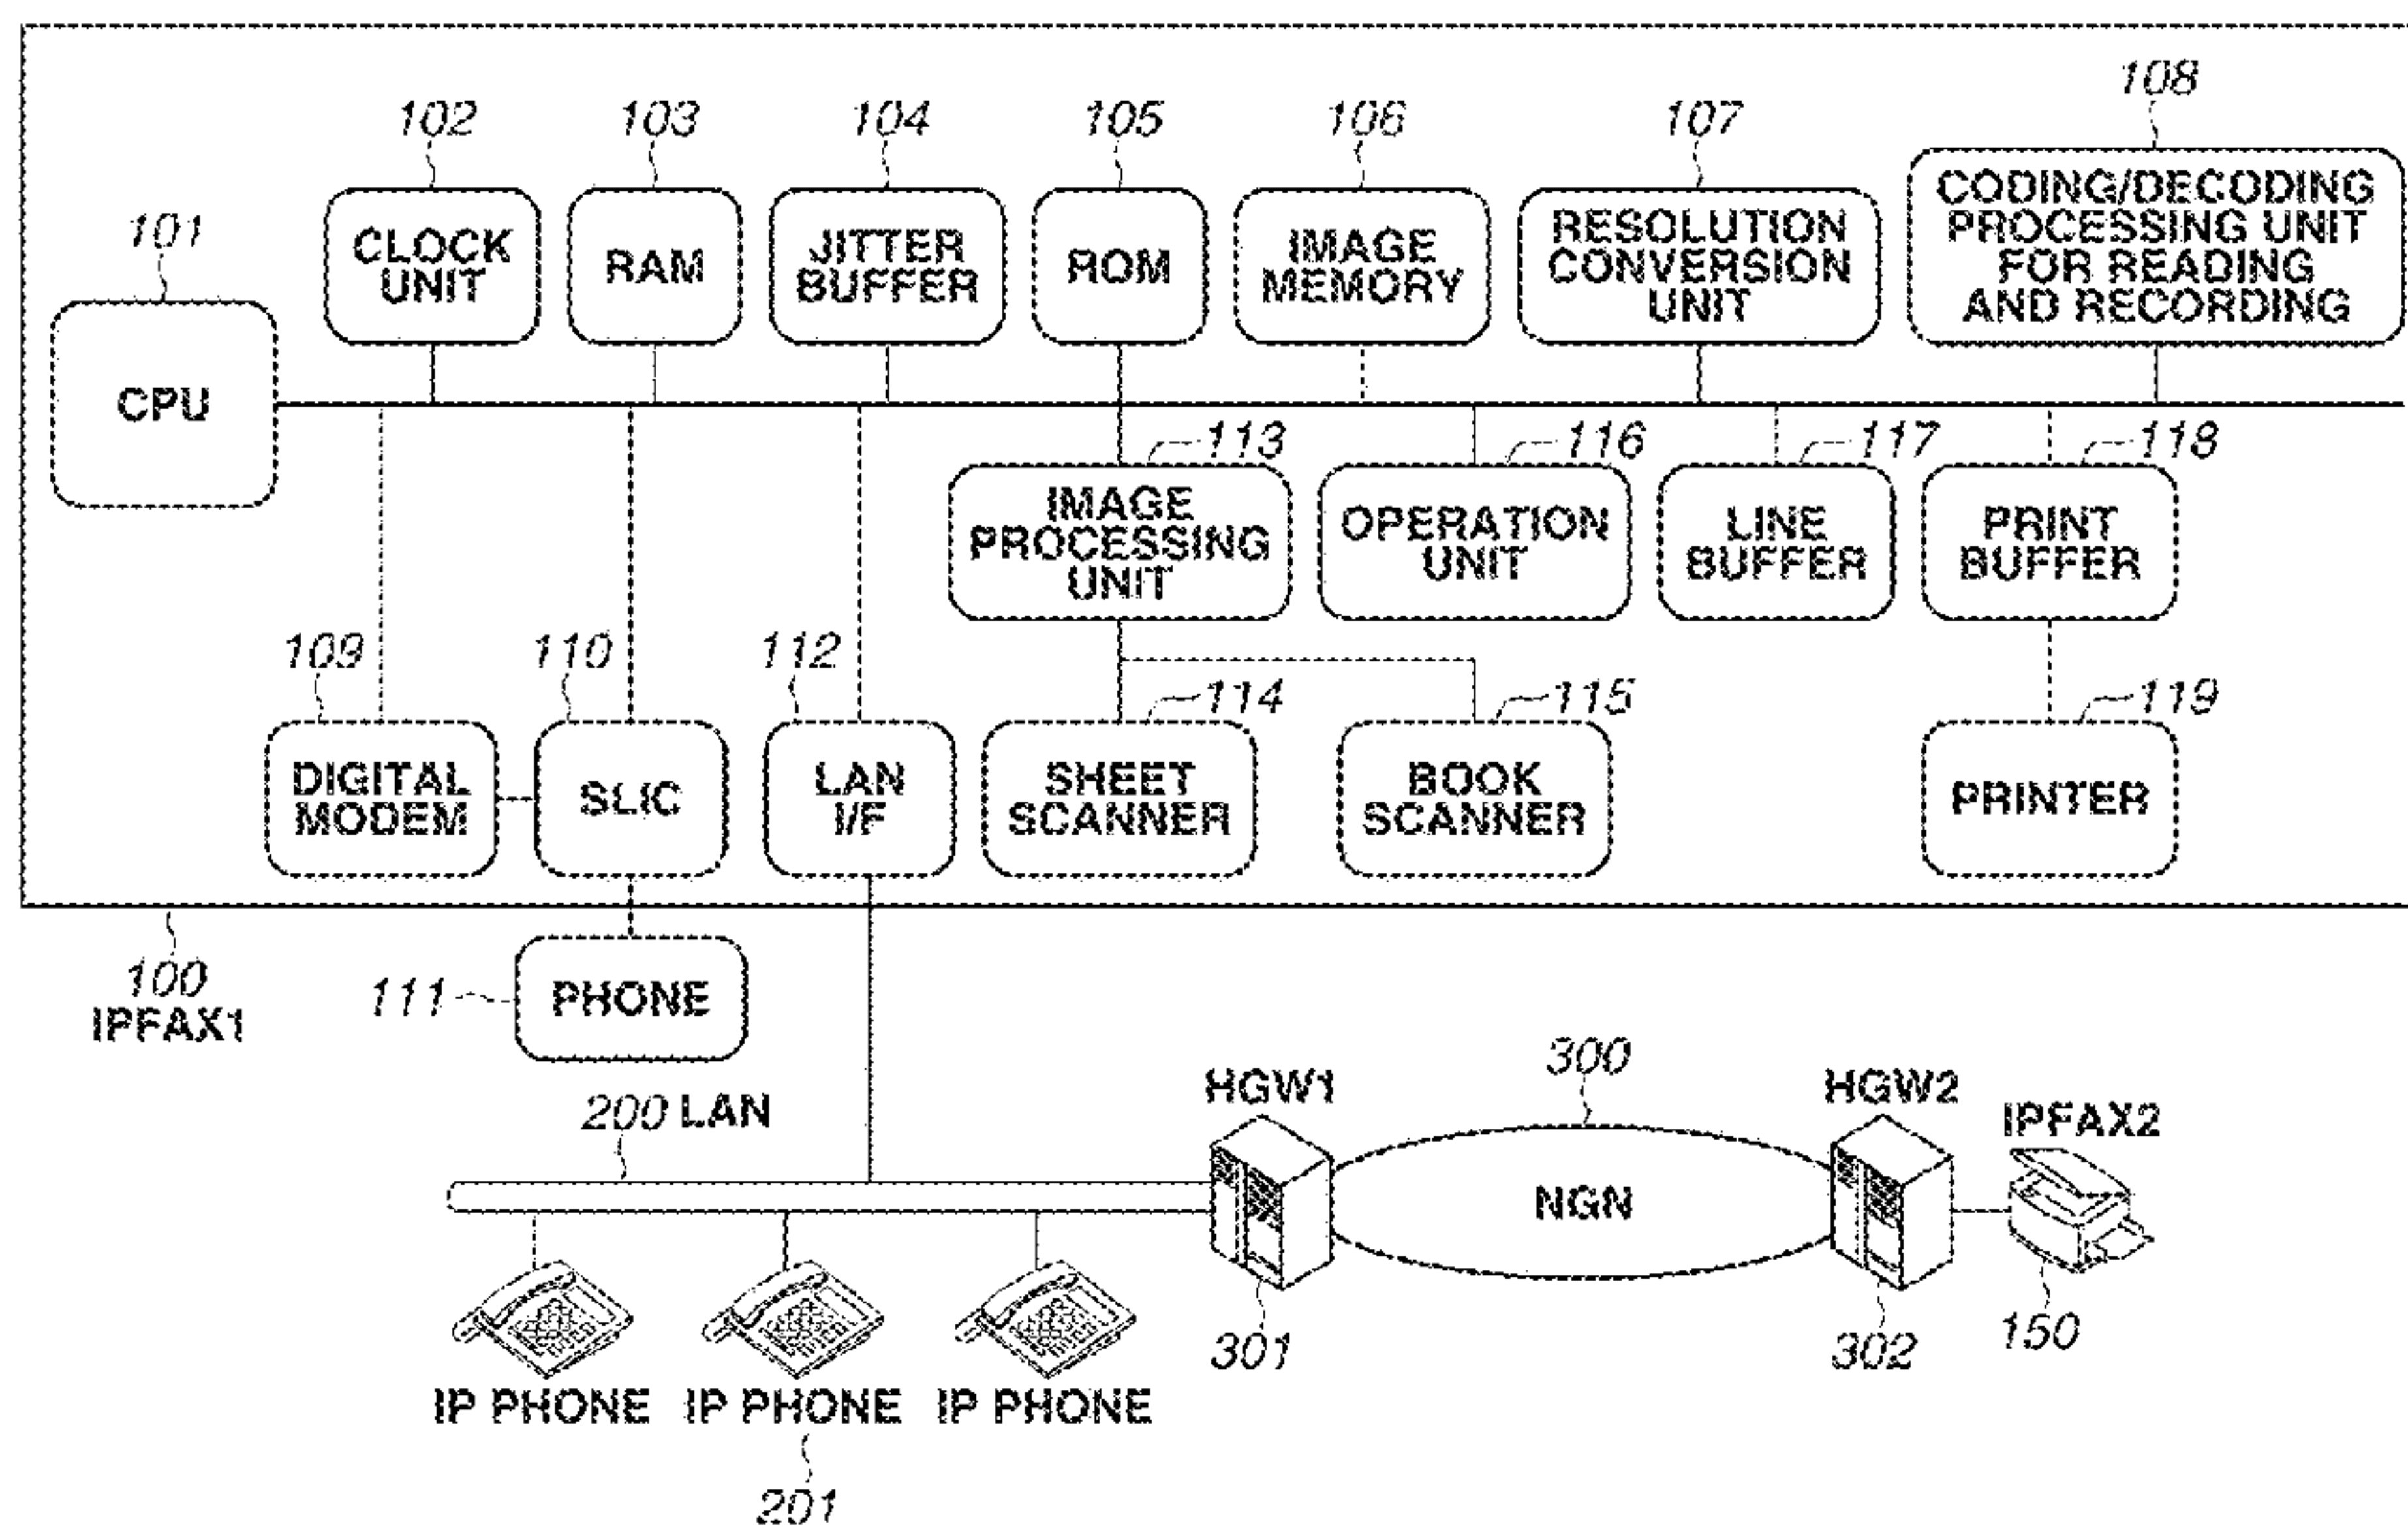 108
102
103
104
105
106
107
101
CLOCK
UNIT
RAM
JITTER
BUFFER
ROM
IMAGE
MEMORY
RESOLUTION
CONVERSION
UNIT
CODING/DECODING
PROCESSING UNIT
FOR READING
AND RECORDING
CPU
113
116
117
118
IMAGE
PROCESSING
UNIT
OPERATION
UNIT
LINE
BUFFER
PRINT
BUFFER
109
110
112
114
115
119
DIGITAL
MODEM
SLIC
LAN
I/F
SHEET
SCANNER
BOOK
SCANNER
PRINTER
100
IPFAX1
111
PHONE
200 LAN
HGW1
300
HGW2
IPFAX2
NGN
301
302
150
IP PHONE IP PHONE IP PHONE
201